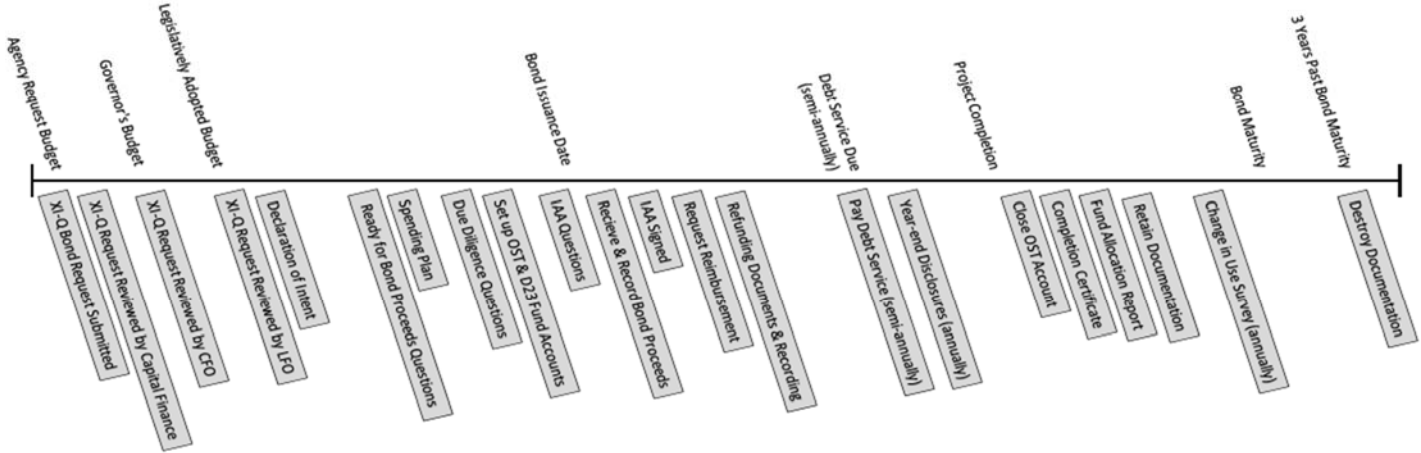 Agency Request Budget
Governor's Budget
Legislatively Adopted Budget
Bond Issuance Date
Debt Service Due
(semi-annually)
Project Completion
Bond Maturity
3 Years Past Bond Maturity
XI-Q Bond Request Submitted
XI-Q Request Reviewed by Capital Finance
XI-Q Request Reviewed by CFO
XI-Q Request Reviewed by LFO
Declaration of Intent
Ready for Bond Proceeds Questions
Spending Plan
Due Diligence Questions
Set up OST & D23 Fund Accounts
IAA Questions
Recieve & Record Bond Proceeds
IAA Signed
Request Reimbursement
Refunding Documents & Recording
Pay Debt Service (semi-annually)
Year-end Disclosures (annually)
Close OST Account
Completion Certificate
Fund Allocation Report
Retain Documentation
Change in Use Survey (annually)
Destroy Documentation